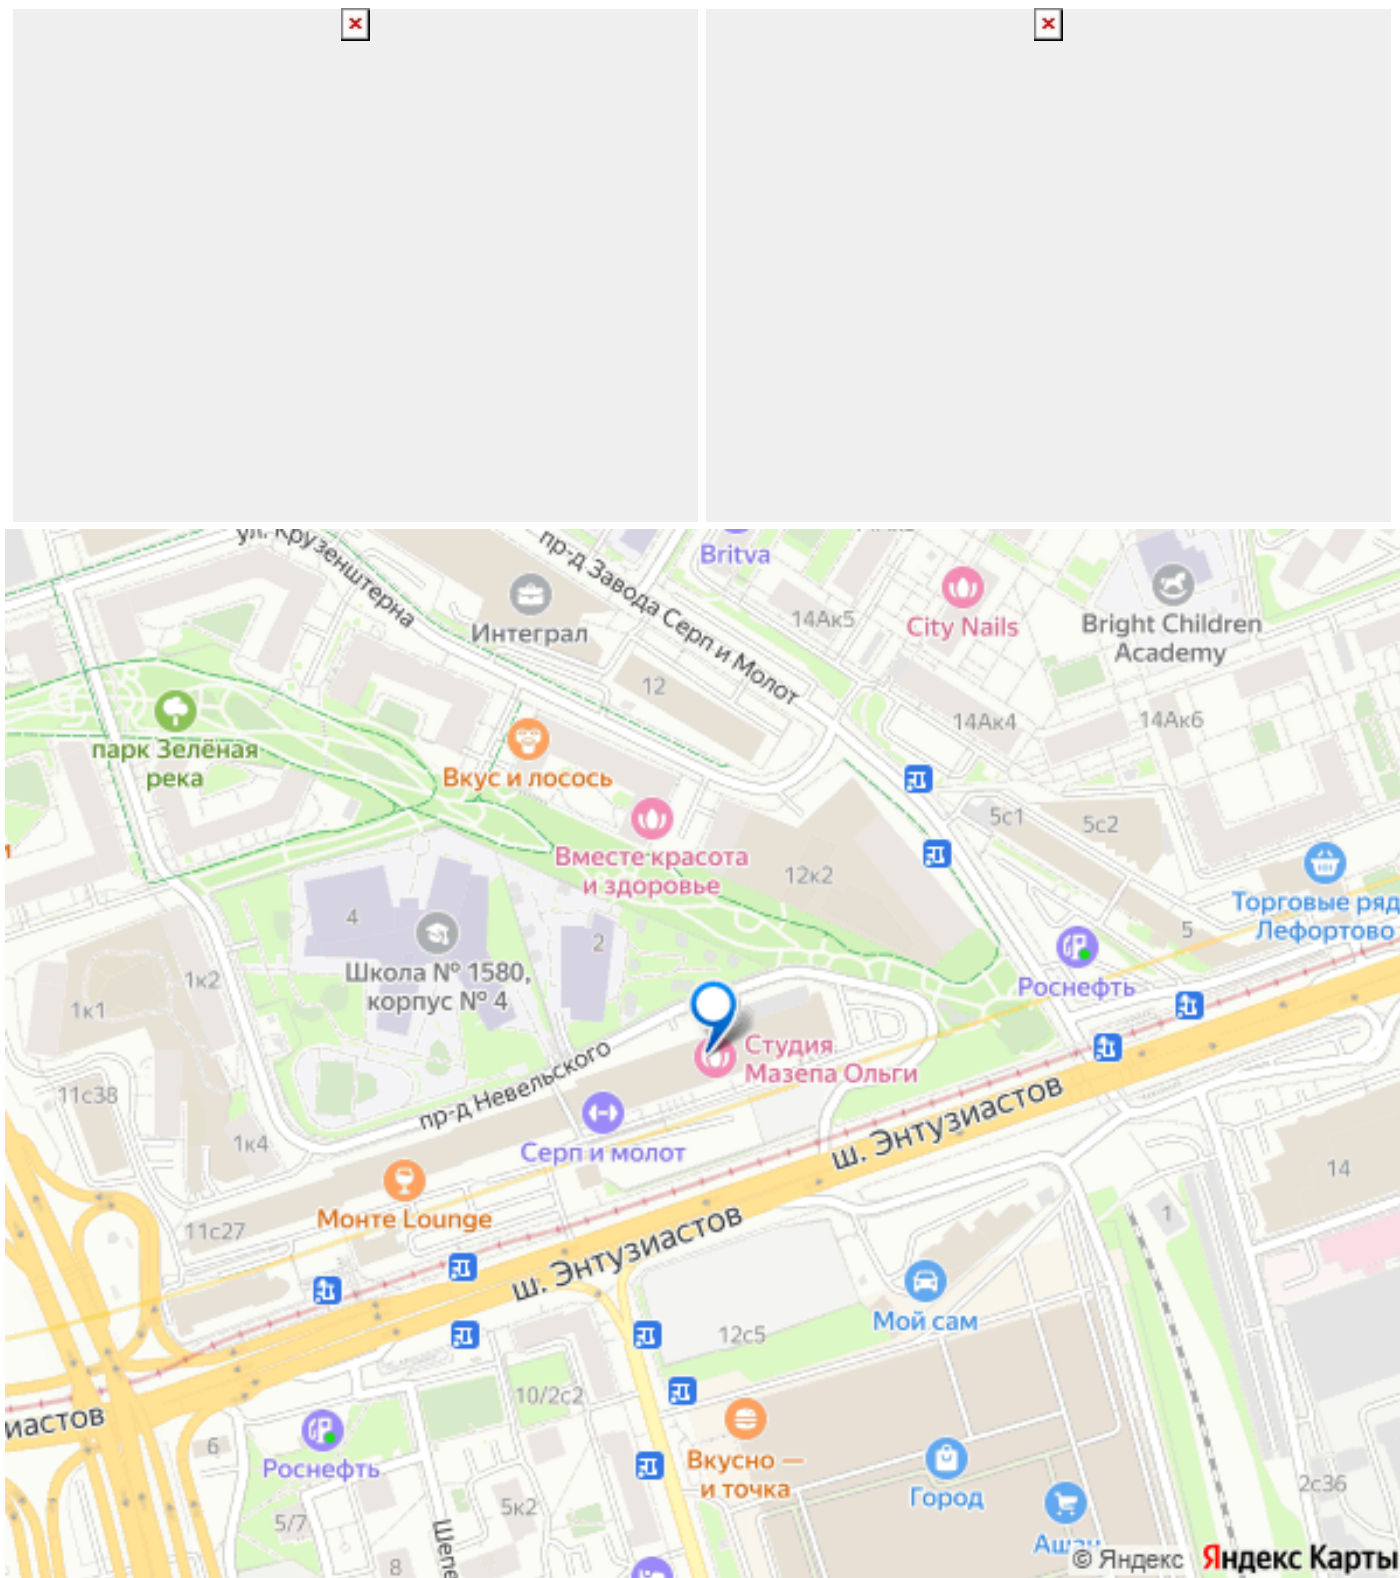 ул. Крузенштерна
пр-д Завода Серп и Молот
Britva
Интеграл
14Ак5
City Nails
Bright Children
Academy
12
14Ак4
14Ак6
парк Зелёная
река
Вкус и лосось
5с1
5с2
Вместе красота
и здоровье
12к2
Торговые ряд
Лефортово
4
2
5
Школа № 1580,
корпус № 4
1к2
1к1
Роснефть
Студия
Мазепа Ольги
пр-д Невельского
11с38
1к4
Серп и молот
ш. Энтузиастов
14
Монте Lounge
11с27
1
ш. Энтузиастов
Мой сам
12с5
10/2с2
иастов
6
Роснефть
Вкусно —
и точка
Город
2с36
5к2
5/7
Шепе
8
Ашан
© Яндекс
Яндекс Карты